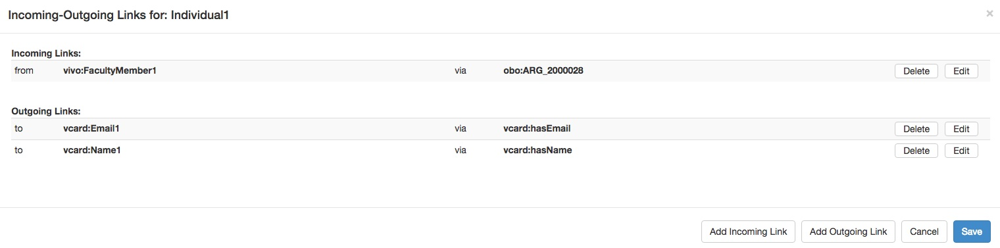 Incoming-Outgoing Links for: Individual1 ×
Incoming Links:
from vivo:FacultyMember1 via obo:ARG_2000028 Delete Edit
Outgoing Links:
to vcard:Email1 via vcard:hasEmail Delete Edit
to vcard:Name1 via vcard:hasName Delete Edit
Add Incoming Link Add Outgoing Link Cancel Save